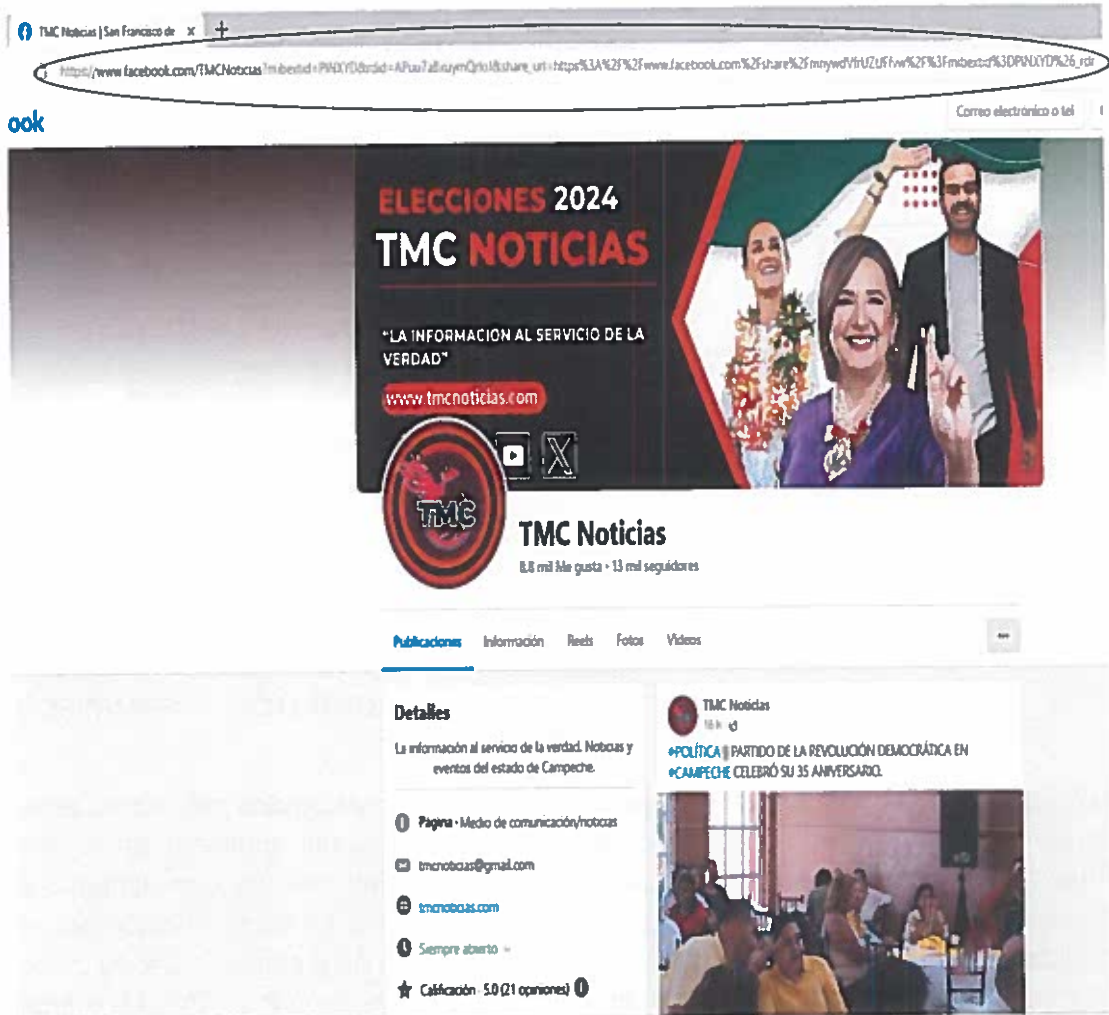 TMC Noticias | San Francisco de x +
www.facebook.com/TMCNoticias
ook
Correo electrónico o tel
ELECCIONES 2024
TMC NOTICIAS
"LA INFORMACION AL SERVICIO DE LA
VERDAD"
www.tmcnoticias.com
TMC
TMC Noticias
8.8 mil Me gusta • 13 mil seguidores
Publicaciones Información Reels Fotos Videos
Detalles
La información al servicio de la verdad. Noticias y
eventos del estado de Campeche.
Página • Medio de comunicación/noticias
tmcnoticias@gmail.com
tmcnoticias.com
Siempre abierto
Calificación · 5.0 (21 opiniones)
TMC Noticias
#POLÍTICA | PARTIDO DE LA REVOLUCIÓN DEMOCRÁTICA EN
#CAMPECHE CELEBRÓ SU 35 ANIVERSARIO.